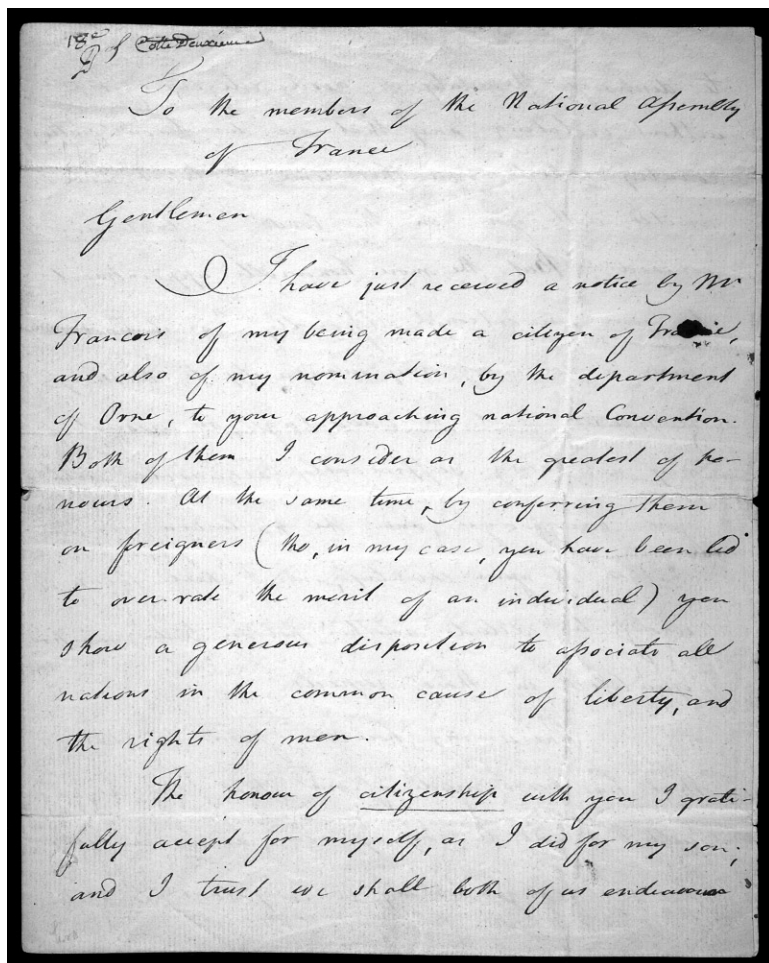 18e
Cotte Deuxieme
To the members of the National Assembly
of France
Gentlemen
I have just received a notice by Mr
Francois of my being made a citizen of France,
and also of my nomination, by the department
of Orne, to your approaching national Convention.
Both of them I consider as the greatest of ho-
nours. At the same time, by conferring them
on foreigners (tho, in my case, you have been led
to over-rate the merit of an individual) you
show a generous disposition to associate all
nations in the common cause of liberty, and
the rights of men.
The honour of citizenship with you I grate-
fully accept for myself, as I did for my son;
and I trust we shall both of us endeavour